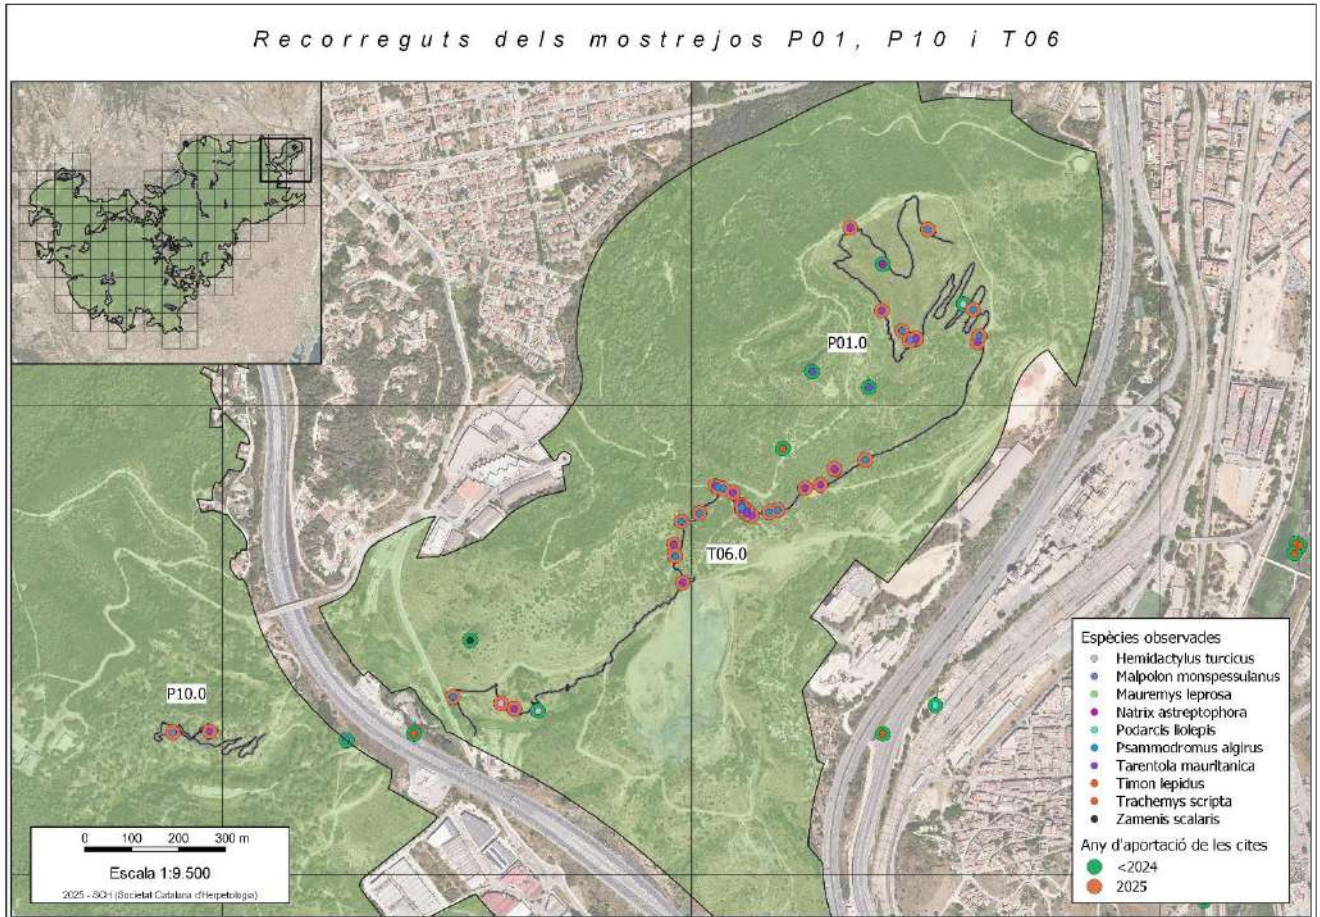 Recorreguts dels mostrejos P01, P10 i T06
P01.0
T06.0
P10.0
Espècies observades
Hemidactylus turcicus
Malpolon monspessulanus
Mauremys leprosa
Natrix astreptophora
Podarcis liolepis
Psammodromus algirus
Tarentola mauritanica
Timon lepidus
Trachemys scripta
Zamenis scalaris
Any d'aportació de les cites
<2024
2025
0 100 200 300 m
Escala 1:9.500
2025 - SCH (Societat Catalana d'Herpetologia)